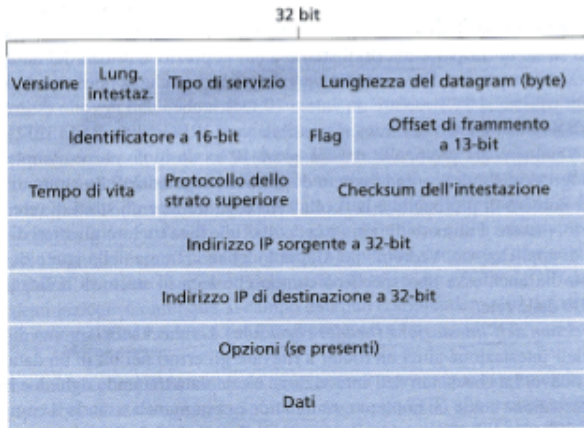 32 bit
Versione
Lung.
intestaz.
Tipo di servizio
Lunghezza del datagram (byte)
Identificatore a 16-bit
Flag
Offset di frammento
a 13-bit
Tempo di vita
Protocollo dello
strato superiore
Checksum dell'intestazione
Indirizzo IP sorgente a 32-bit
Indirizzo IP di destinazione a 32-bit
Opzioni (se presenti)
Dati